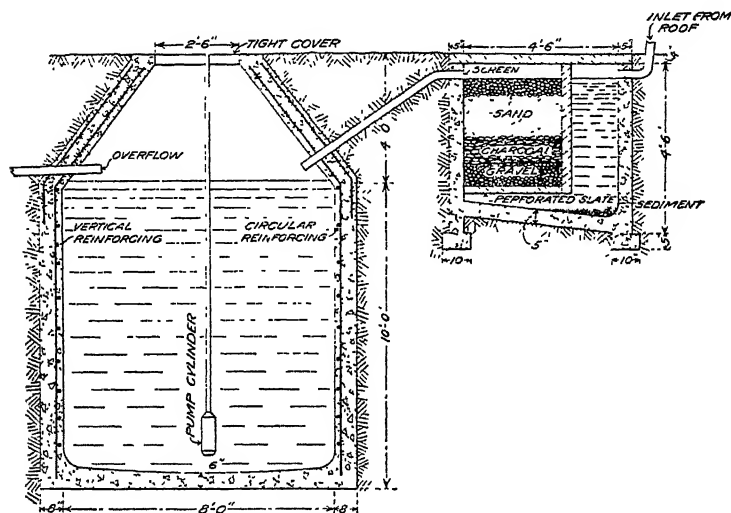 INLET FROM
ROOF
2'-6"
TIGHT COVER
5"
4'-6"
5"
SCREEN
SAND
CHARCOAL
GRAVEL
4'-0"
4'-6"
OVERFLOW
PERFORATED SLATE
SEDIMENT
VERTICAL
REINFORCING
CIRCULAR
REINFORCING
5"
5"
10"
10"
10'-0"
PUMP CYLINDER
6"
8"
8'-0"
8"